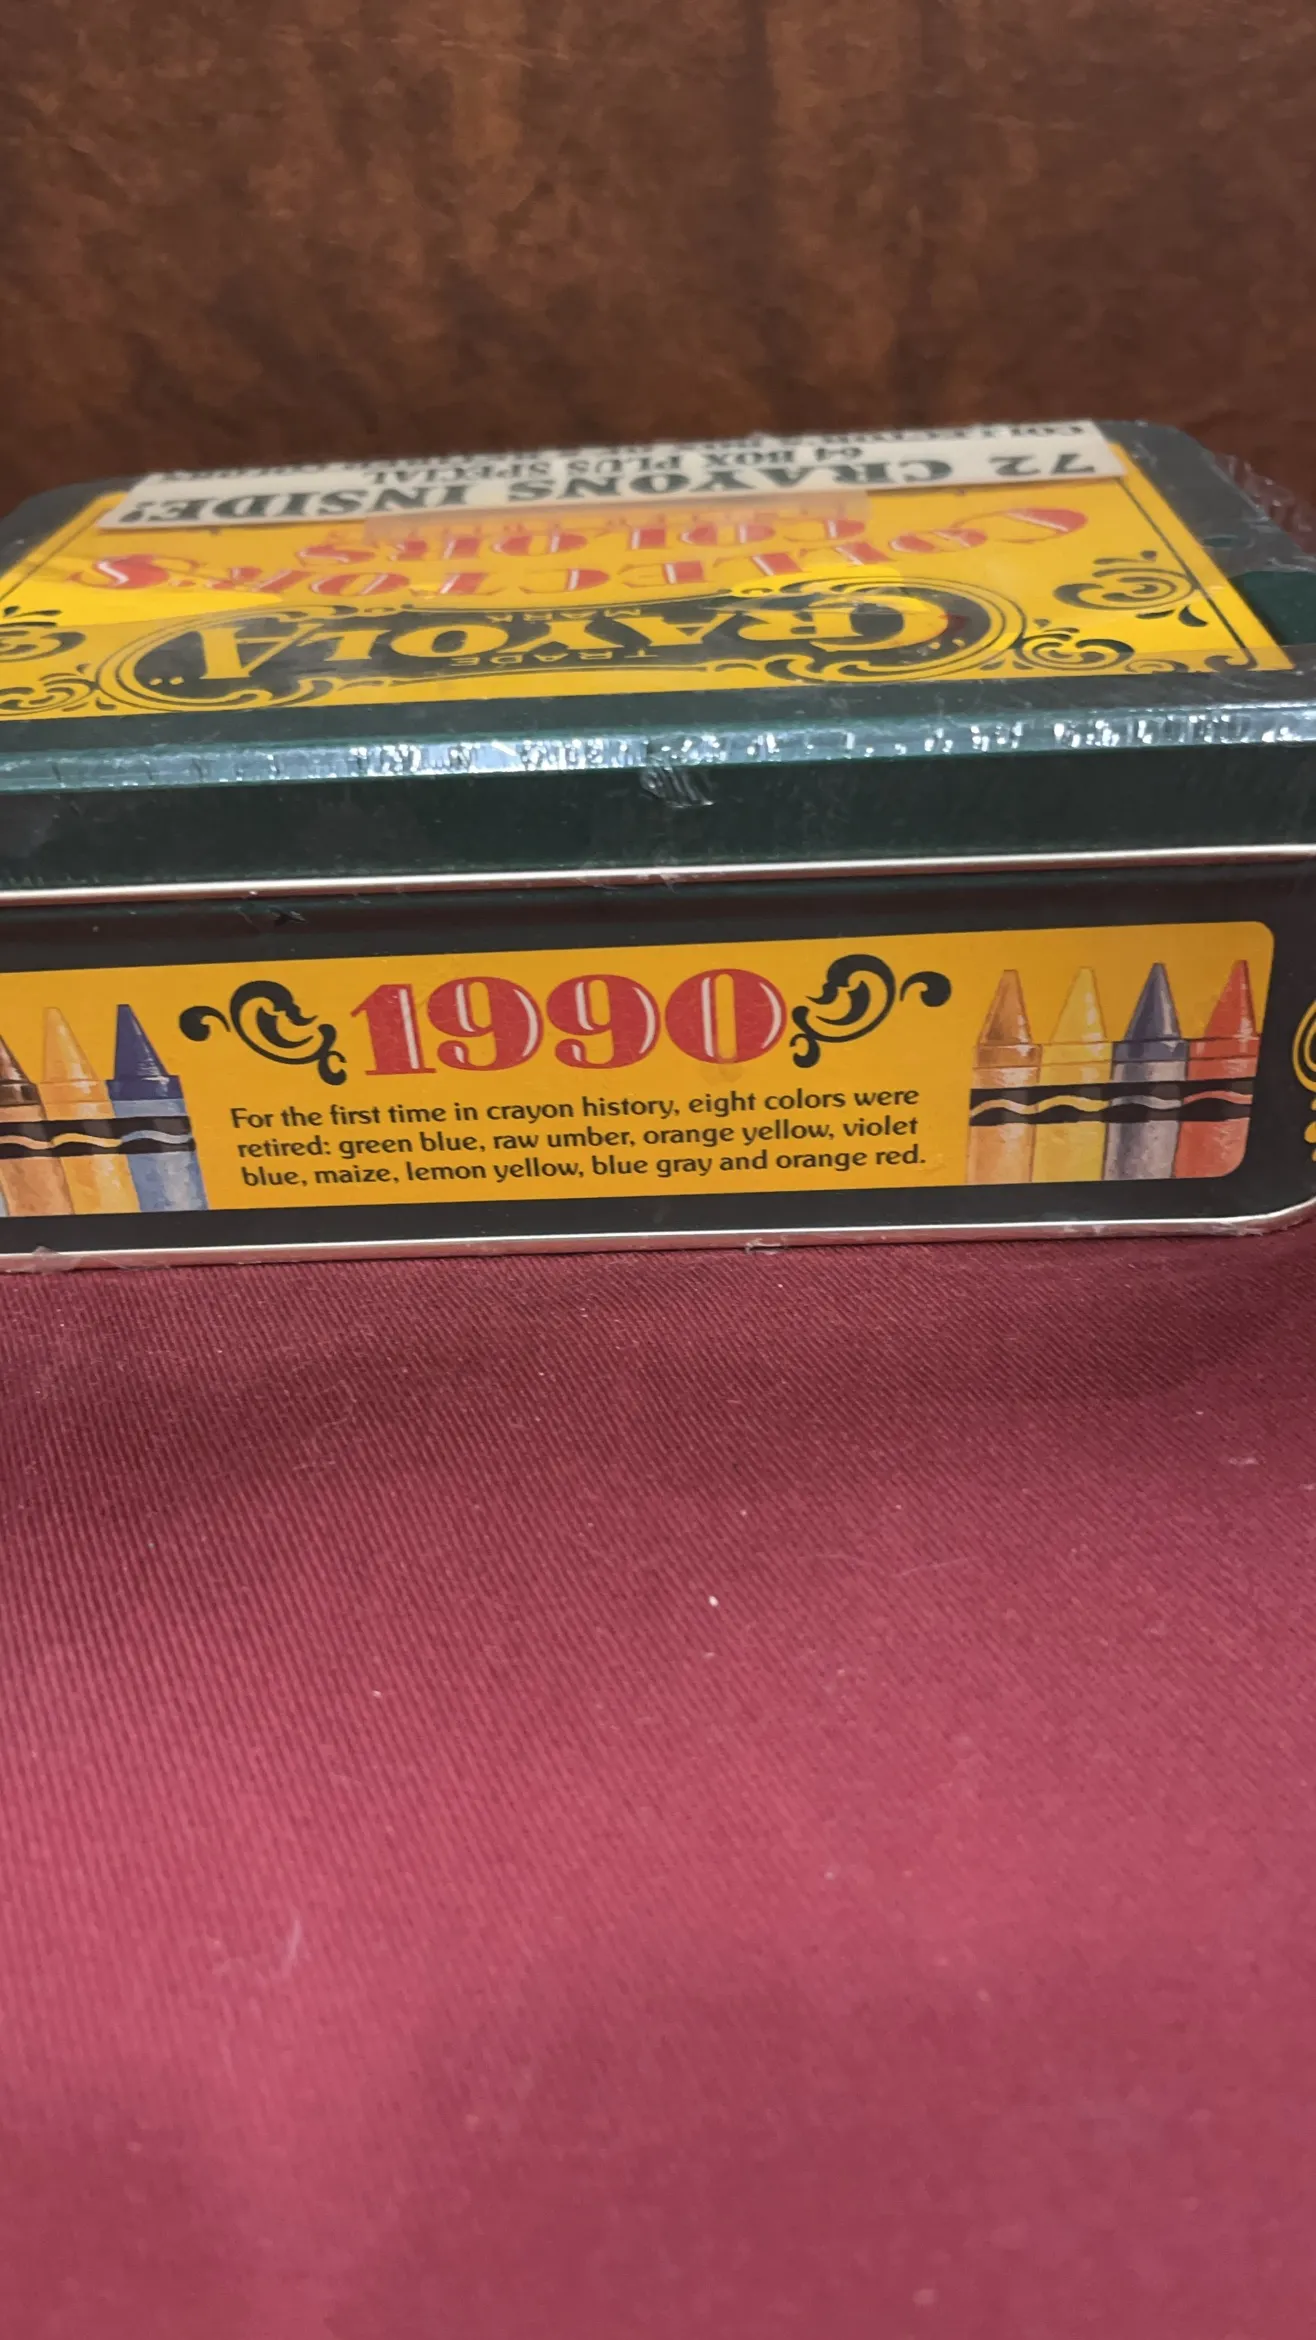 72 CRAYONS INSIDE!
64 BOX PLUS SPECIAL
COLLECTOR'S
COLORS
CRAYOLA
TRADE
MARK
1990
For the first time in crayon history, eight colors were
retired: green blue, raw umber, orange yellow, violet
blue, maize, lemon yellow, blue gray and orange red.